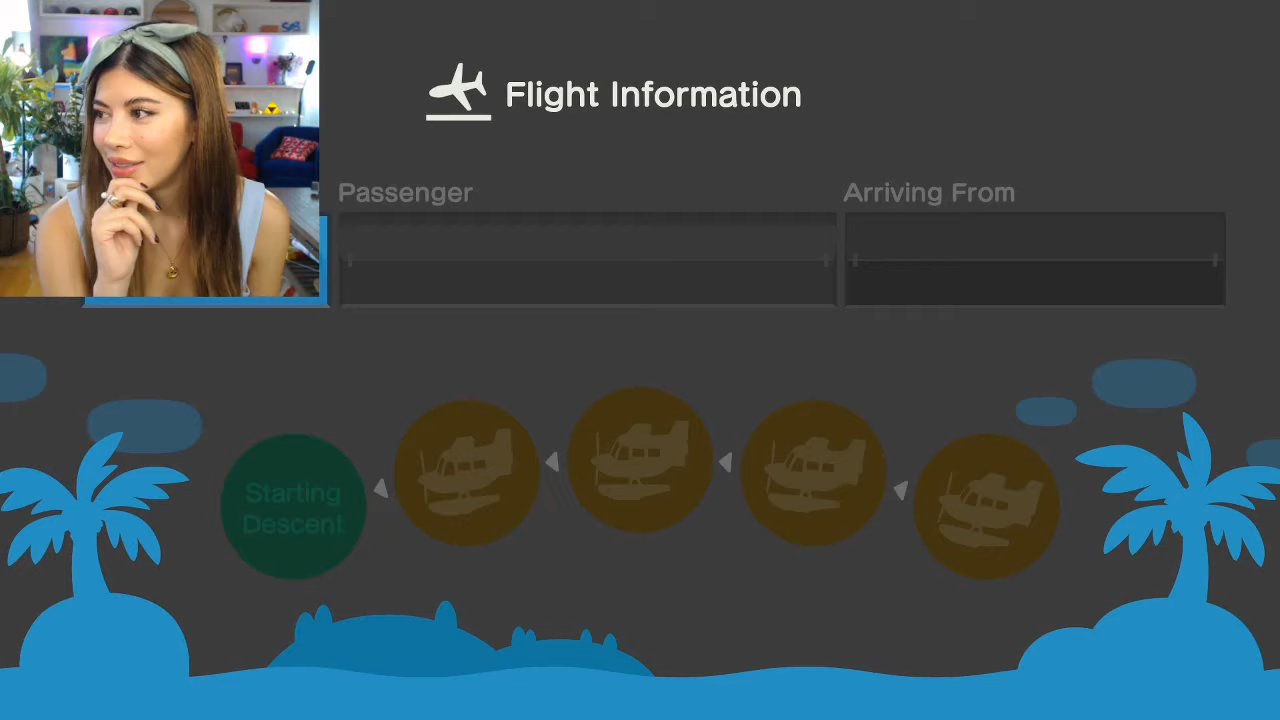 Flight Information
Passenger
Arriving From
Starting
Descent